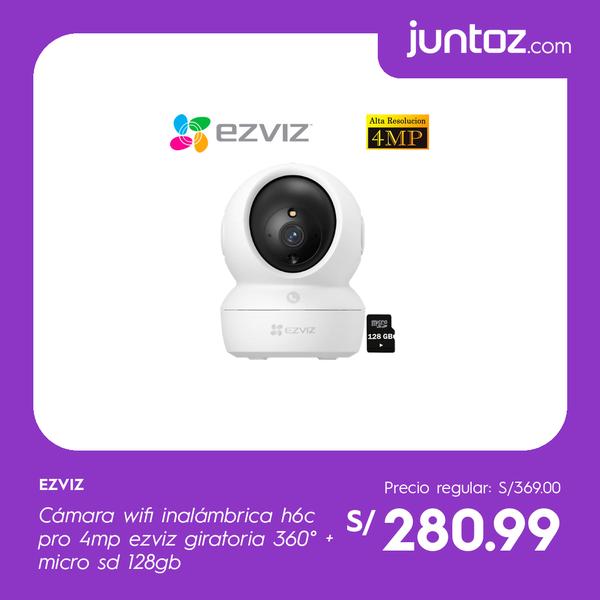 juntoz.com
ezviz
Alta Resolucion
4MP
EZVIZ
micro
128 GB
EZVIZ
Cámara wifi inalámbrica h6c
pro 4mp ezviz giratoria 360° +
micro sd 128gb
Precio regular: S/369.00
S/ 280.99